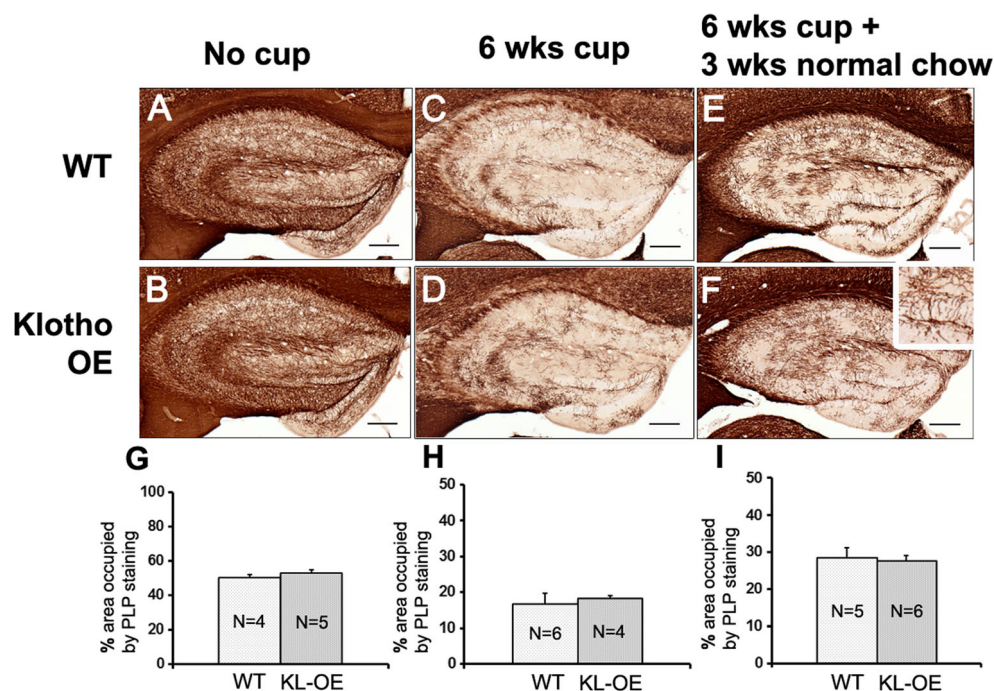 No cup
6 wks cup
6 wks cup +
3 wks normal chow
WT
A
C
E
Klotho
OE
B
D
F
G
% area occupied
by PLP staining
100
80
60
40
20
0
N=4
N=5
WT
KL-OE
H
% area occupied
by PLP staining
50
40
30
20
10
0
N=6
N=4
WT
KL-OE
I
% area occupied
by PLP staining
50
40
30
20
10
0
N=5
N=6
WT
KL-OE